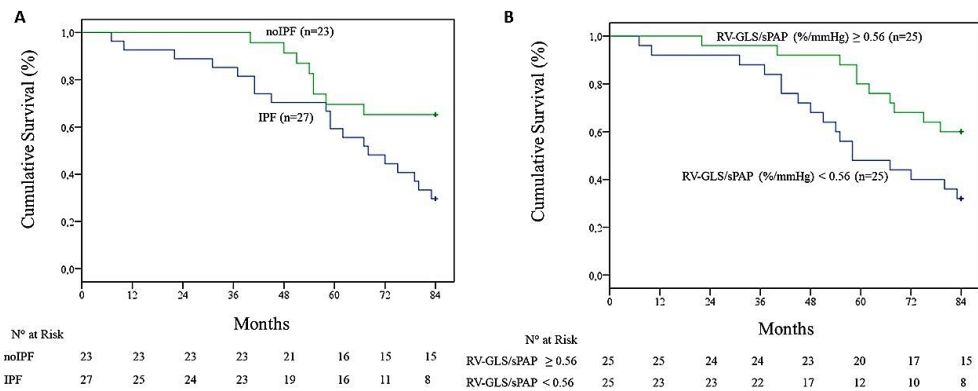 A
Cumulative Survival (%)
1,0
0,8
0,6
0,4
0,2
0,0
noIPF (n=23)
IPF (n=27)
0 12 24 36 48 60 72 84
Months
Nº at Risk
noIPF 23 23 23 23 21 16 15 15
IPF 27 25 24 23 19 16 11 8
B
Cumulative Survival (%)
1,0
0,8
0,6
0,4
0,2
0,0
RV-GLS/sPAP (%/mmHg) ≥ 0.56 (n=25)
RV-GLS/sPAP (%/mmHg) < 0.56 (n=25)
0 12 24 36 48 60 72 84
Months
Nº at Risk
RV-GLS/sPAP ≥ 0.56 25 25 24 24 23 20 17 15
RV-GLS/sPAP < 0.56 25 23 23 22 17 12 10 8